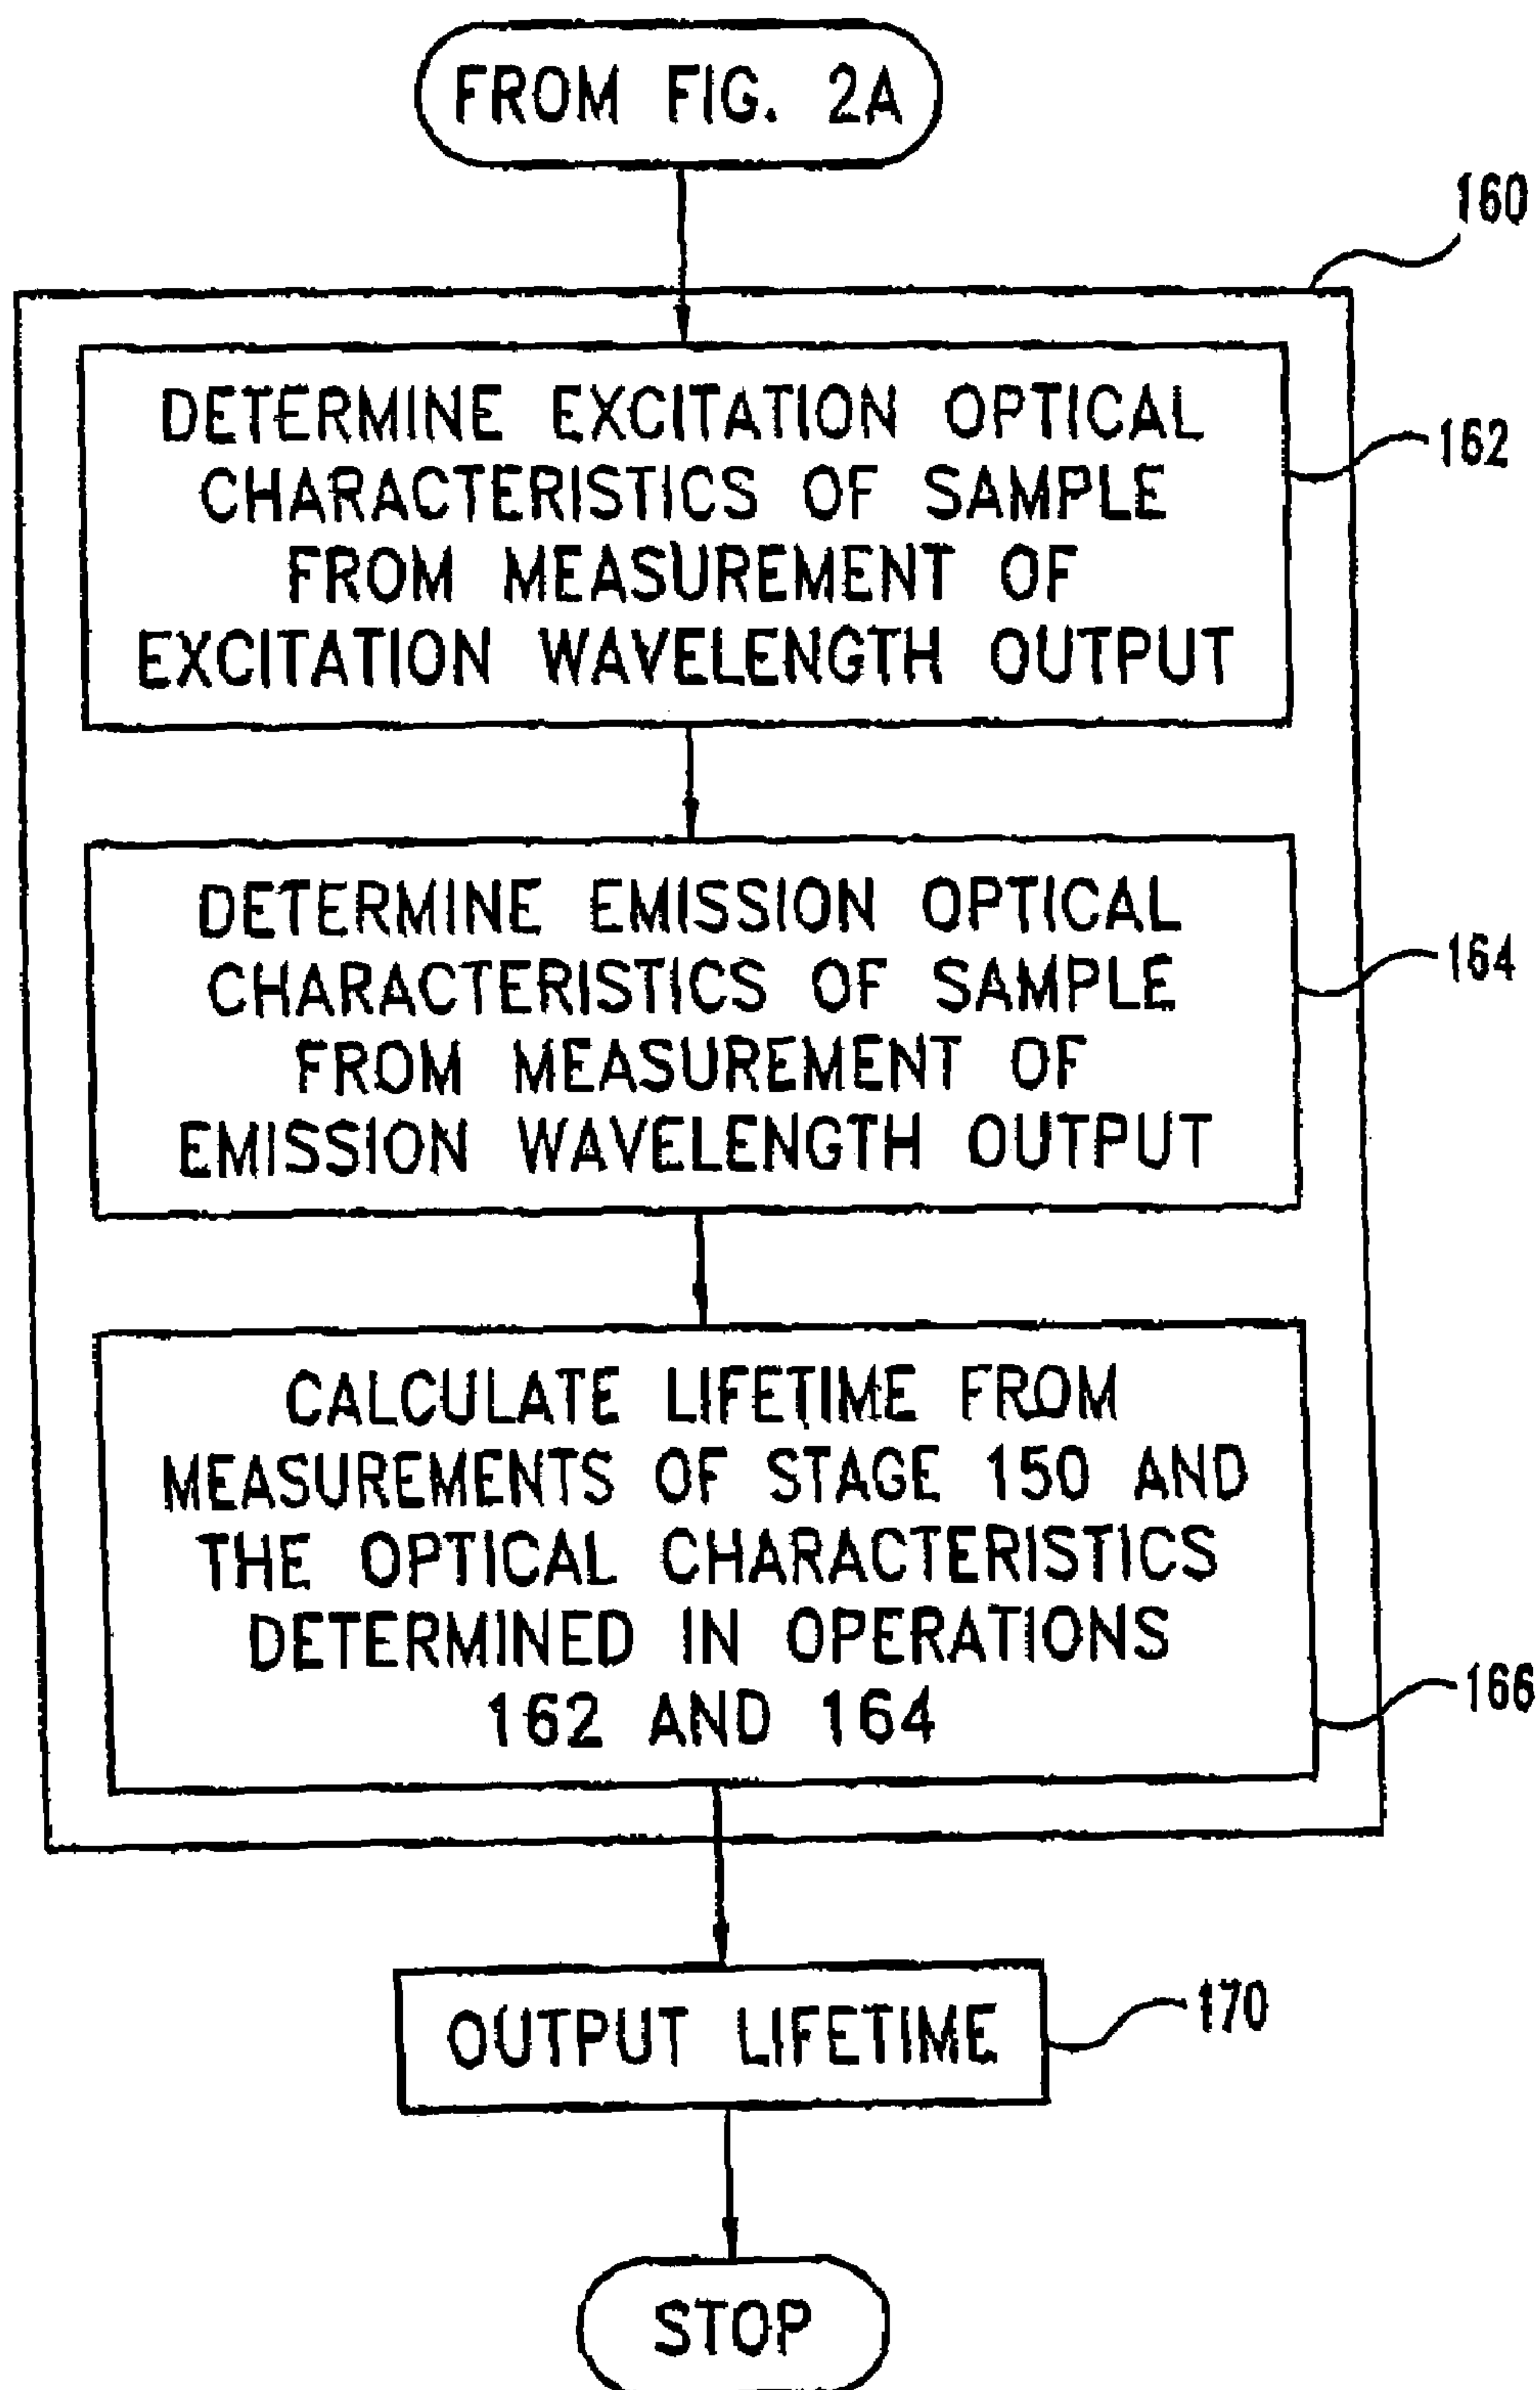 FROM FIG. 2A
160
DETERMINE EXCITATION OPTICAL
CHARACTERISTICS OF SAMPLE
FROM MEASUREMENT OF
EXCITATION WAVELENGTH OUTPUT
162
DETERMINE EMISSION OPTICAL
CHARACTERISTICS OF SAMPLE
FROM MEASUREMENT OF
EMISSION WAVELENGTH OUTPUT
164
CALCULATE LIFETIME FROM
MEASUREMENTS OF STAGE 150 AND
THE OPTICAL CHARACTERISTICS
DETERMINED IN OPERATIONS
162 AND 164
166
OUTPUT LIFETIME
170
STOP